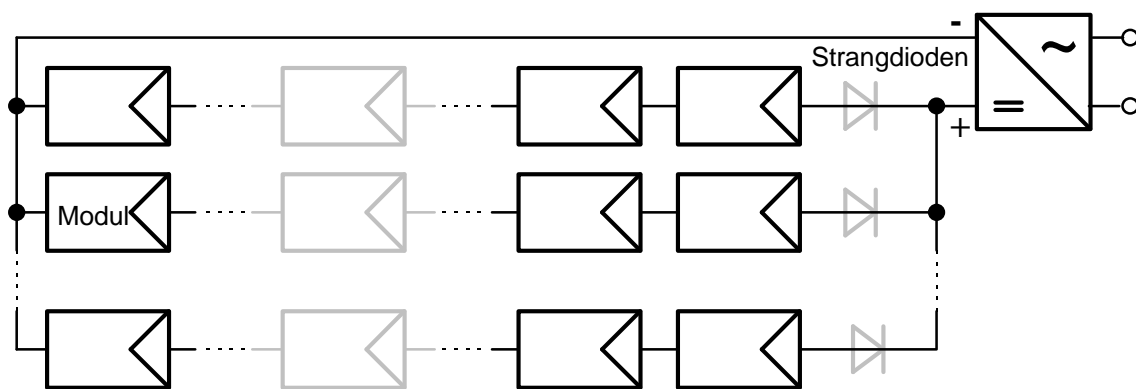 -
Strangdioden
~
=
+
Modul